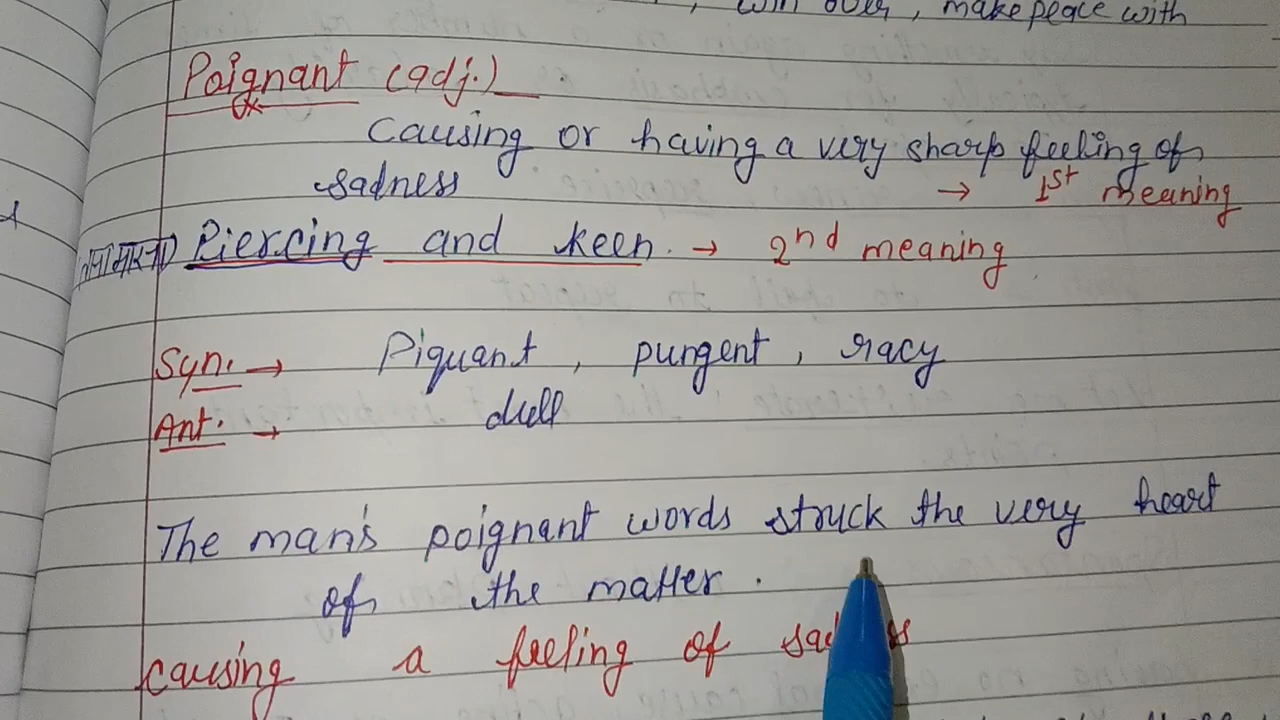 , win over, make peace with
Poignant (adj.)
Causing or having a very sharp feeling of
sadness → 1st meaning
Piercing and keen. → 2nd meaning
Syn. → Piquant, pungent, racy
Ant. → dull
The man's poignant words struck the very heart
of the matter.
causing a feeling of